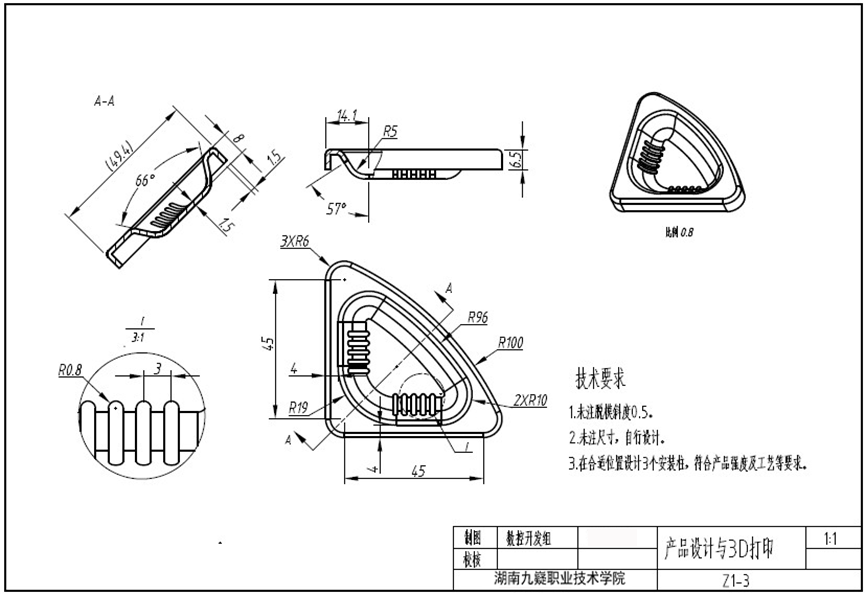 A-A
(49.4)
8
1.5
66°
1.5
14.1
R5
6.5
57°
比例 0.8
3XR6
A
R96
R100
45
4
R19
2XR10
A
4
45
I
I
3:1
R0.8
3
技术要求
1.未注脱模斜度0.5。
2.未注尺寸，自行设计。
3.在合适位置设计3个安装柱，符合产品强度及工艺等要求。
制图 数控开发组 产品设计与3D打印 1:1
校核
湖南九嶷职业技术学院 Z1-3